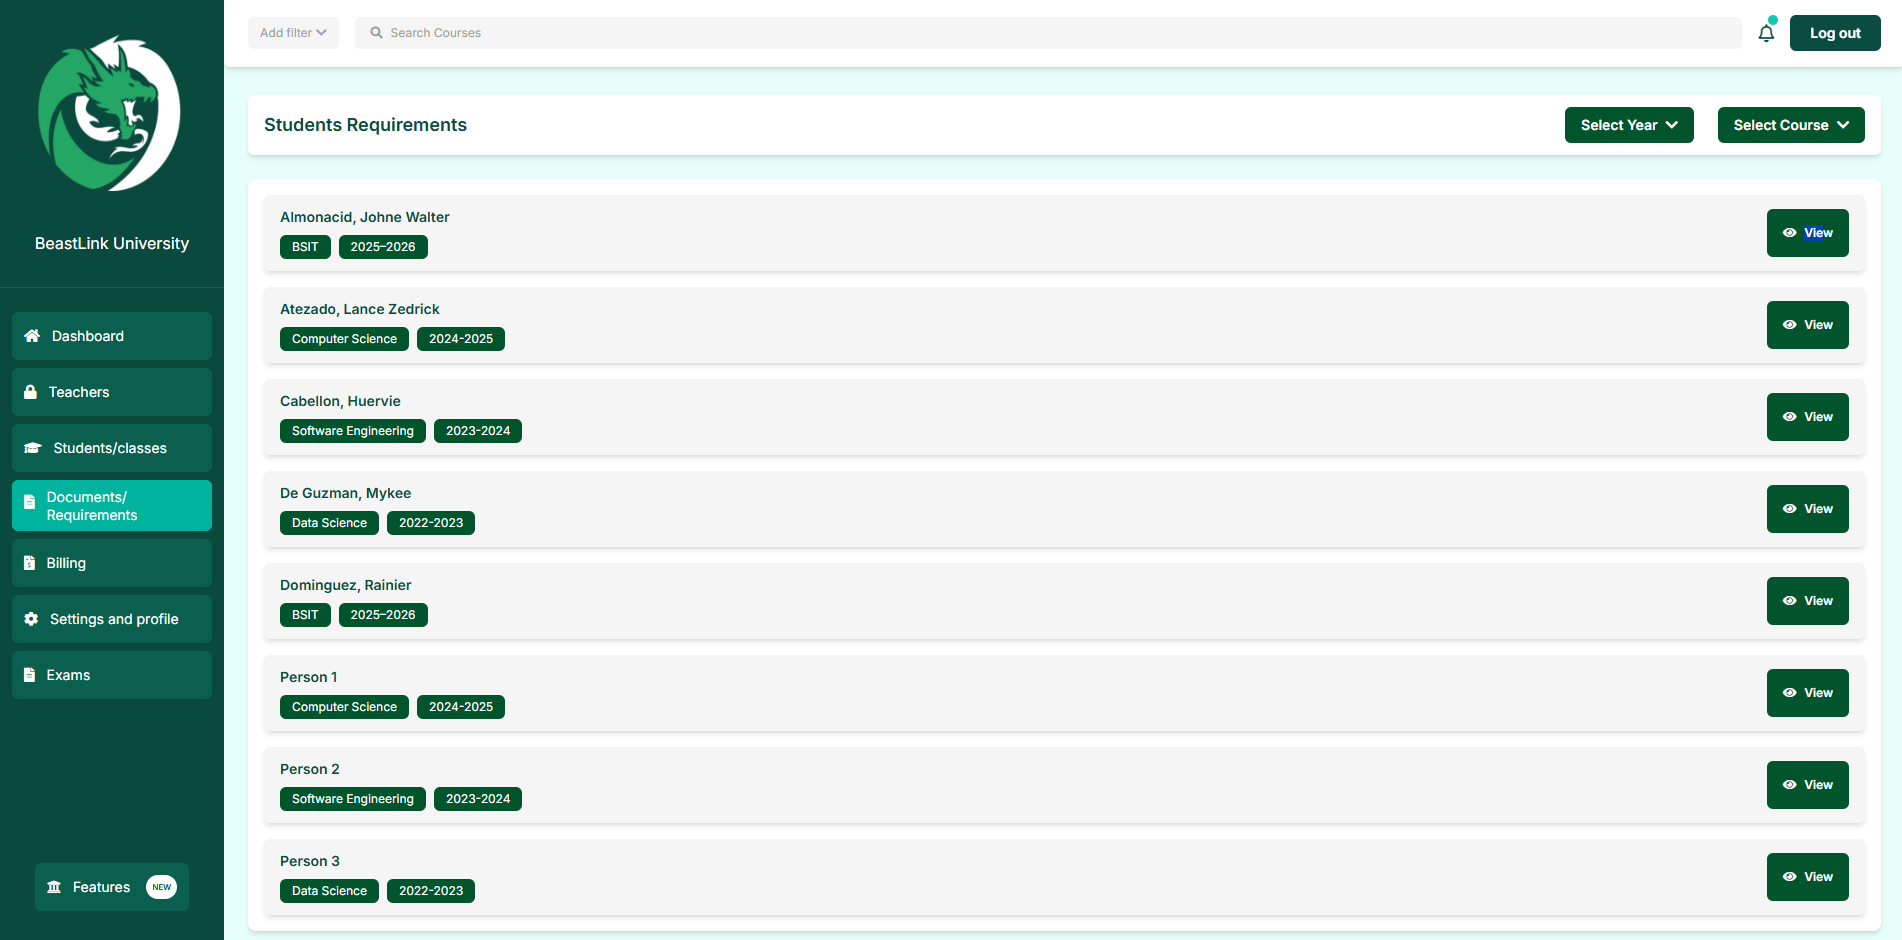 BeastLink University
Dashboard
Teachers
Students/classes
Documents/
Requirements
Billing
Settings and profile
Exams
Features NEW
Add filter Search Courses Log out
Students Requirements Select Year Select Course
Almonacid, Johne Walter
BSIT 2025–2026 View
Atezado, Lance Zedrick
Computer Science 2024-2025 View
Cabellon, Huervie
Software Engineering 2023-2024 View
De Guzman, Mykee
Data Science 2022-2023 View
Dominguez, Rainier
BSIT 2025–2026 View
Person 1
Computer Science 2024-2025 View
Person 2
Software Engineering 2023-2024 View
Person 3
Data Science 2022-2023 View